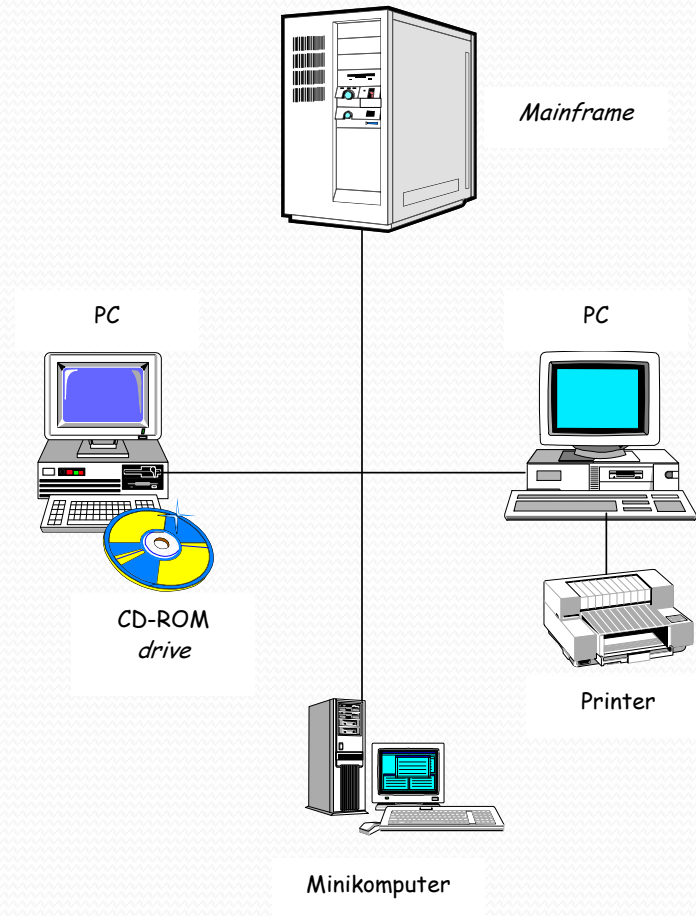 Mainframe
PC
PC
CD-ROM
drive
Printer
Minikomputer